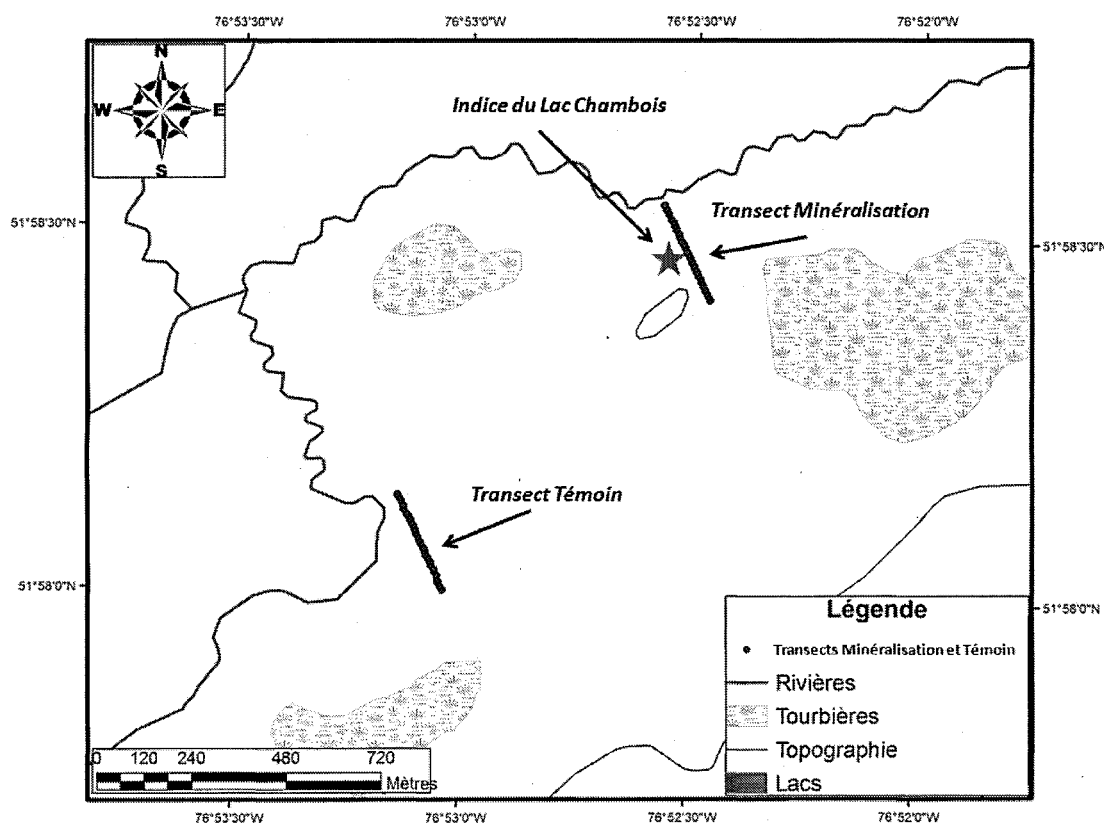 76°53'30"W 76°53'0"W 76°52'30"W 76°52'0"W
N
W E
S
Indice du Lac Chambois
Transect Minéralisation
51°58'30"N
51°58'30"N
Transect Témoin
51°58'0"N
51°58'0"N
Légende
Transects Minéralisation et Témoin
Rivières
Tourbières
Topographie
Lacs
0 120 240 480 720
Mètres
76°53'30"W 76°53'0"W 76°52'30"W 76°52'0"W